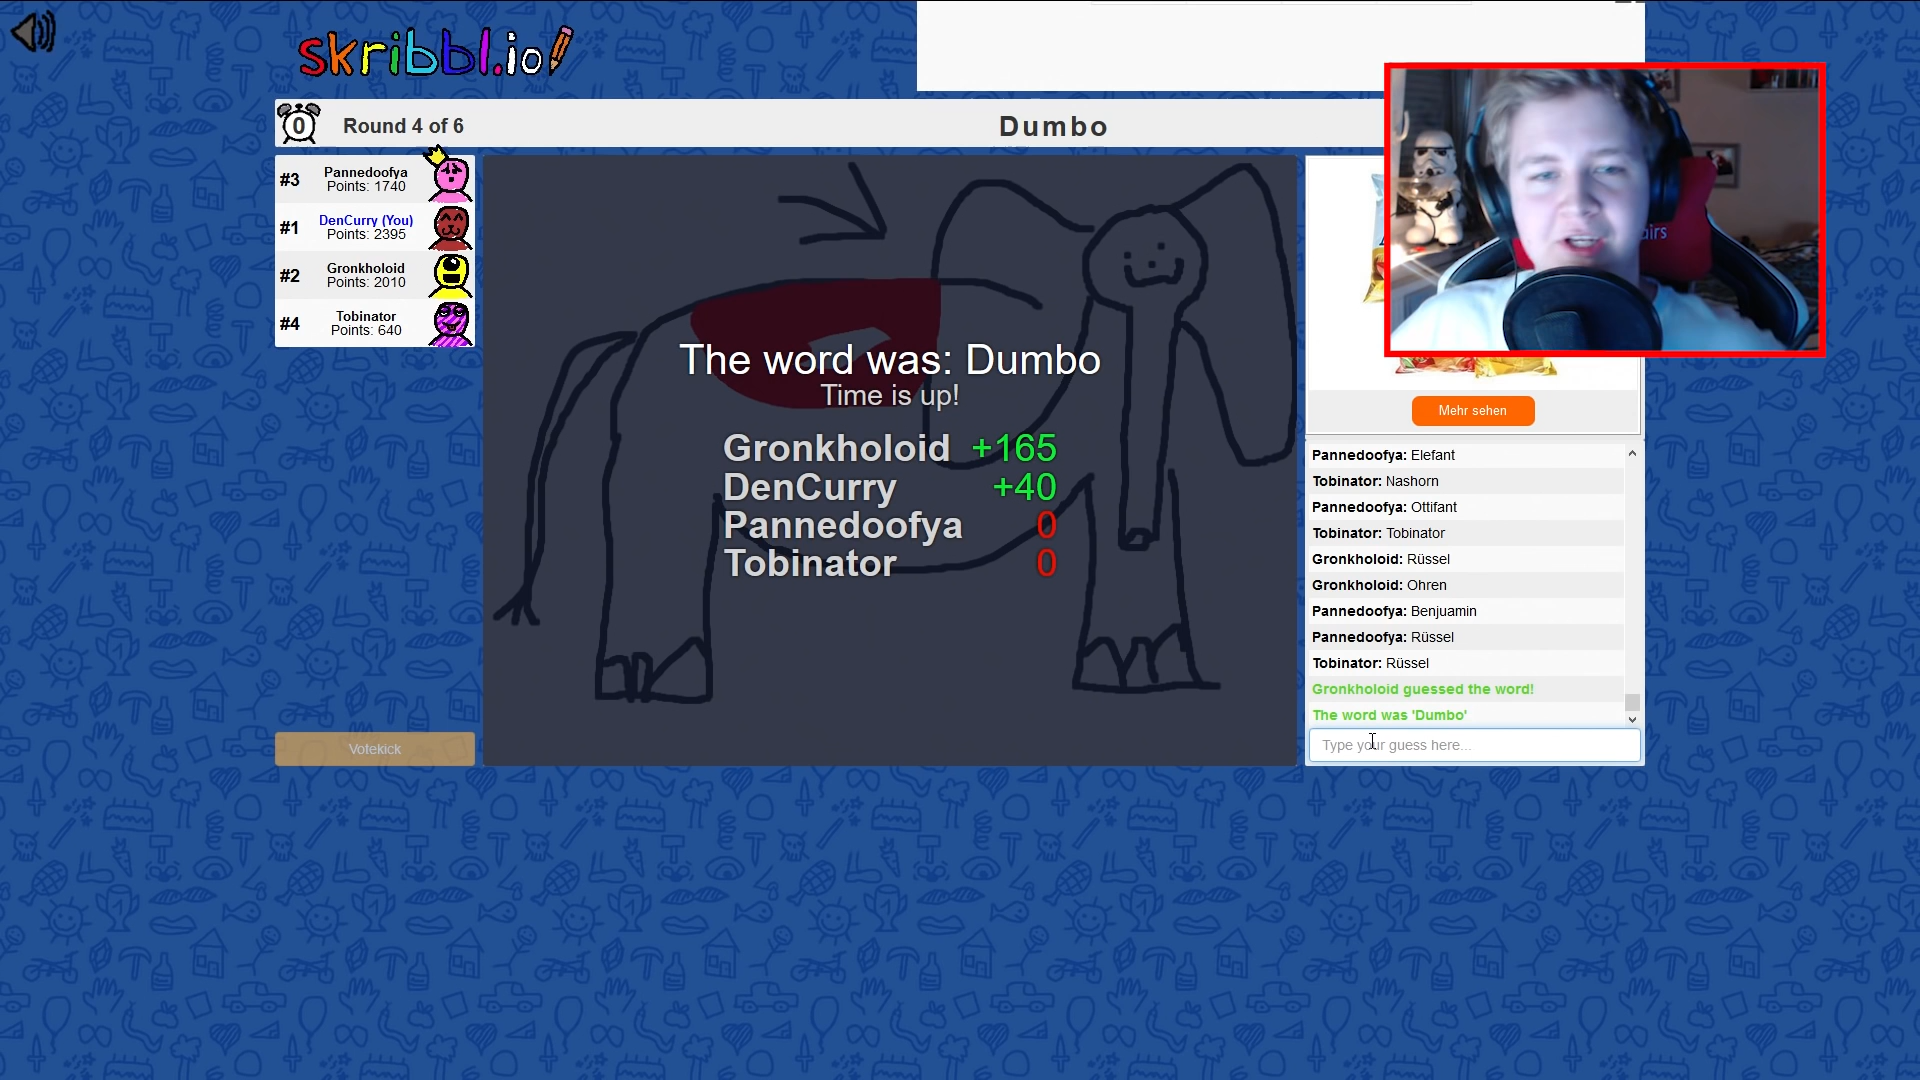 skribbl.io
0
Round 4 of 6
Dumbo
#3
Pannedoofya
Points: 1740
#1
DenCurry (You)
Points: 2395
#2
Gronkholoid
Points: 2010
#4
Tobinator
Points: 640
Votekick
The word was: Dumbo
Time is up!
Gronkholoid +165
DenCurry +40
Pannedoofya 0
Tobinator 0
airs
Mehr sehen
Pannedoofya: Elefant
Tobinator: Nashorn
Pannedoofya: Ottifant
Tobinator: Tobinator
Gronkholoid: Rüssel
Gronkholoid: Ohren
Pannedoofya: Benjuamin
Pannedoofya: Rüssel
Tobinator: Rüssel
Gronkholoid guessed the word!
The word was 'Dumbo'
Type your guess here...